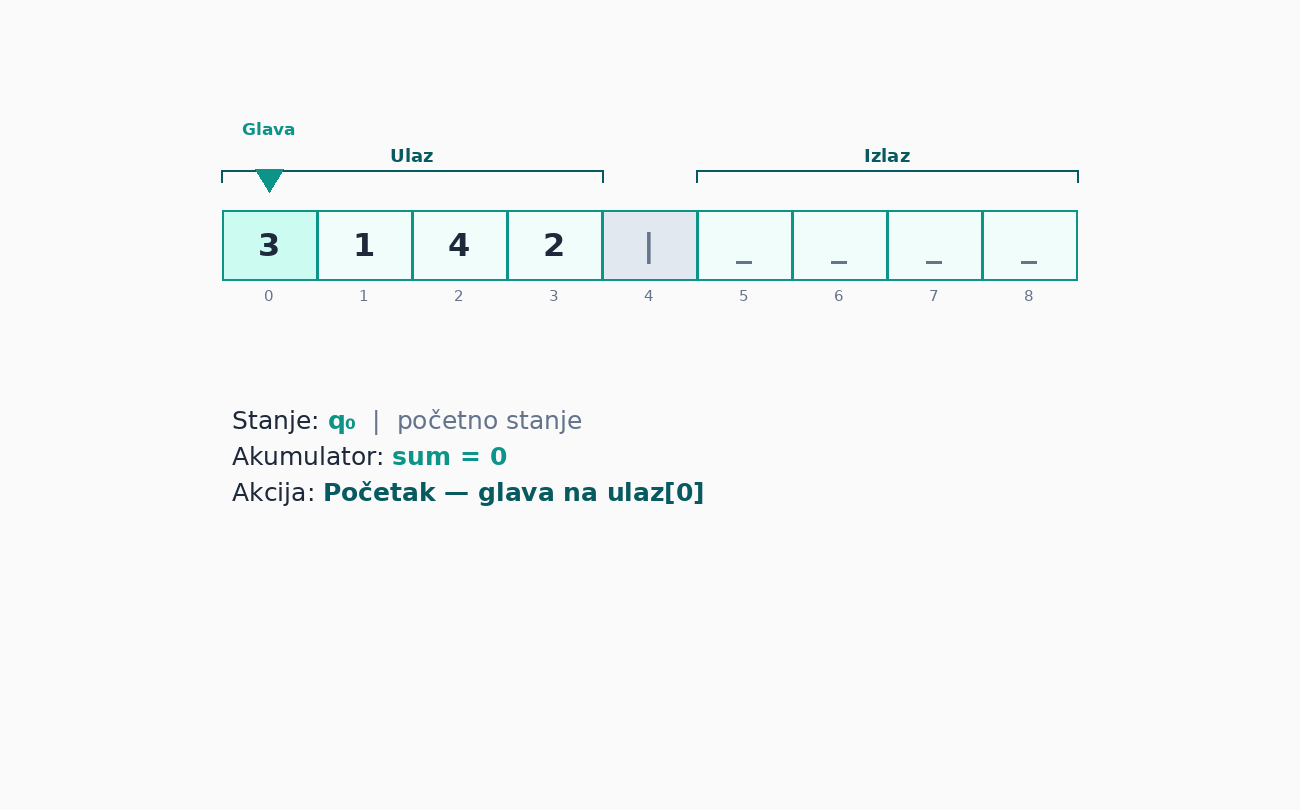 Glava
Ulaz Izlaz
3 1 4 2 | _ _ _ _
0 1 2 3 4 5 6 7 8
Stanje: q₀ | početno stanje
Akumulator: sum = 0
Akcija: Početak — glava na ulaz[0]